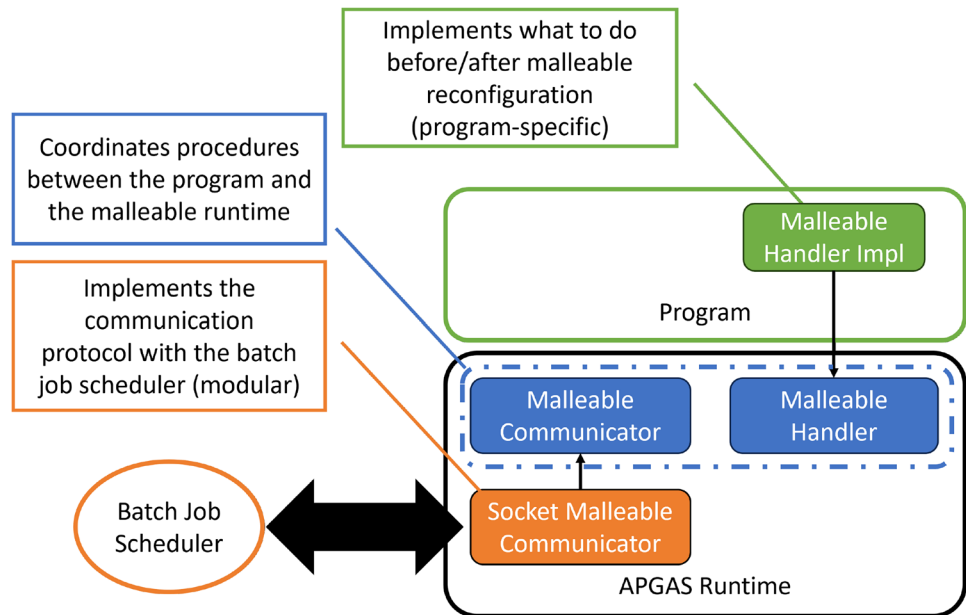 Implements what to do
before/after malleable
reconfiguration
(program-specific)
Coordinates procedures
between the program and
the malleable runtime
Implements the
communication
protocol with the batch
job scheduler (modular)
Malleable
Handler Impl
Program
Malleable
Communicator
Malleable
Handler
Batch Job
Scheduler
Socket Malleable
Communicator
APGAS Runtime